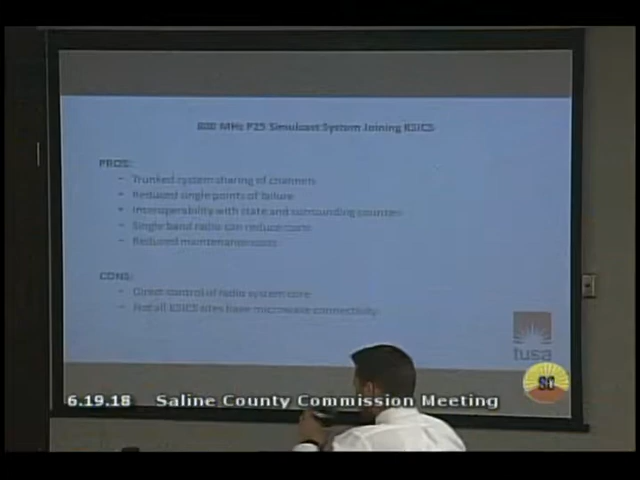 800 MHz P25 Simulcast System Joining KSICS
PROS:
- Trunked system sharing of channels
- Reduced single points of failure
- Interoperability with state and surrounding counties
- Single band radio can reduce costs
- Reduced maintenance costs
CONS:
- Direct control of radio system core
- Not all KSICS sites have microwave connectivity
tusa
SC
6.19.18 Saline County Commission Meeting